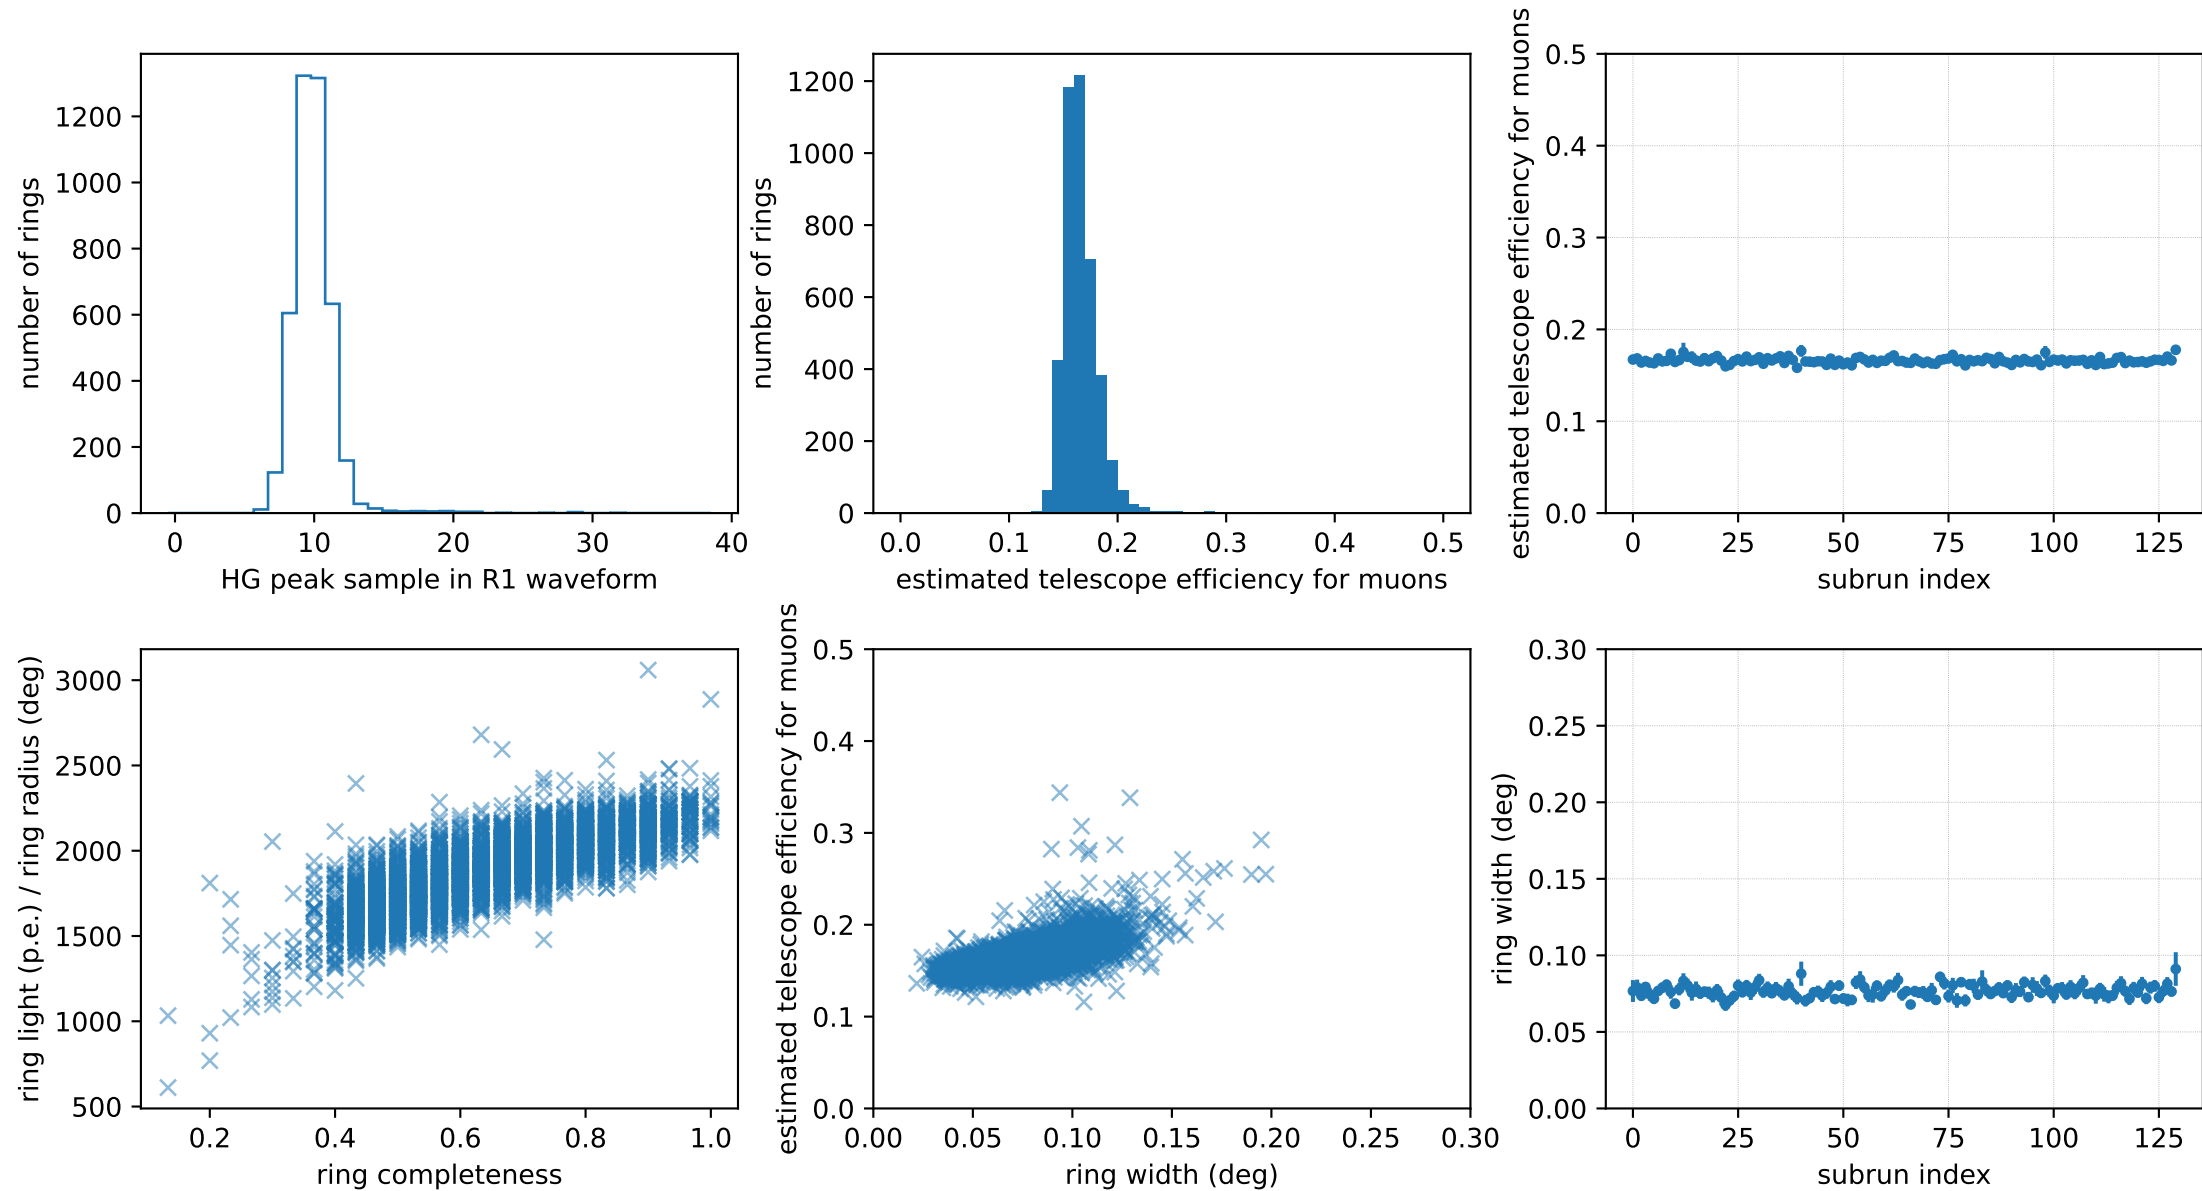 number of rings
1200
1000
800
600
400
200
0
0 10 20 30 40
HG peak sample in R1 waveform
number of rings
1200
1000
800
600
400
200
0
0.0 0.1 0.2 0.3 0.4 0.5
estimated telescope efficiency for muons
estimated telescope efficiency for muons
0.5
0.4
0.3
0.2
0.1
0.0
0 25 50 75 100 125
subrun index
ring light (p.e.) / ring radius (deg)
3000
2500
2000
1500
1000
500
0.2 0.4 0.6 0.8 1.0
ring completeness
estimated telescope efficiency for muons
0.5
0.4
0.3
0.2
0.1
0.0
0.00 0.05 0.10 0.15 0.20 0.25 0.30
ring width (deg)
ring width (deg)
0.30
0.25
0.20
0.15
0.10
0.05
0.00
0 25 50 75 100 125
subrun index